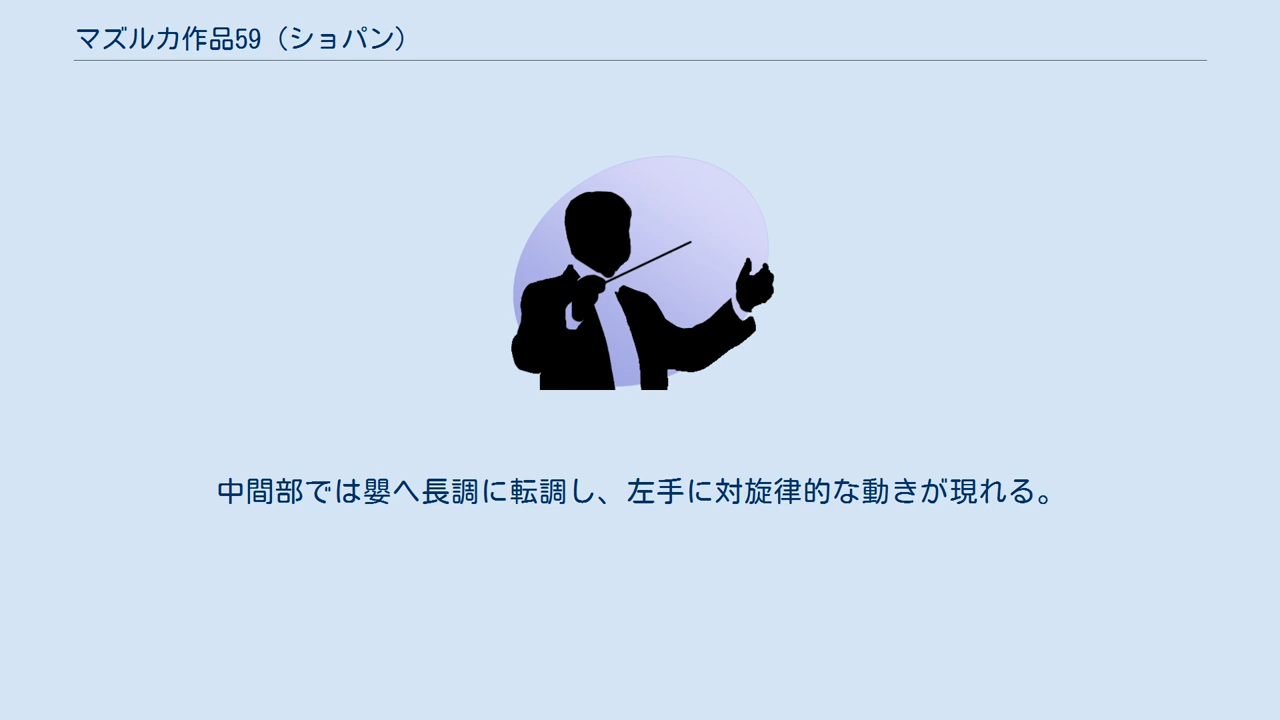 マズルカ作品59（ショパン）
中間部では嬰ヘ長調に転調し、左手に対旋律的な動きが現れる。